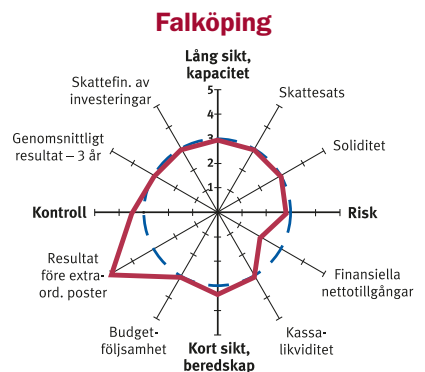 Falköping
Lång sikt,
kapacitet
Skattefin. av
investeringar
Skattesats
Genomsnittligt
resultat – 3 år
Soliditet
5
4
3
2
1
Kontroll
Risk
Resultat
före extra-
ord. poster
Finansiella
nettotillgångar
Budget-
följsamhet
Kassa-
likviditet
Kort sikt,
beredskap